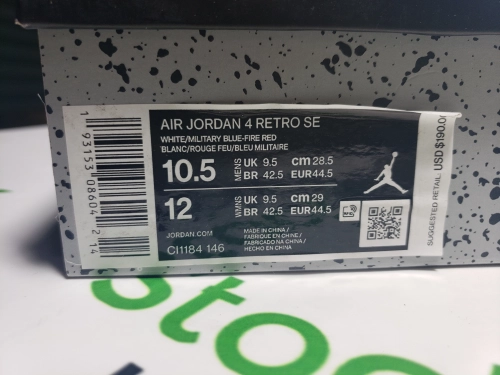 AIR JORDAN 4 RETRO SE
WHITE/MILITARY BLUE-FIRE RED
BLANC/ROUGE FEU/BLEU MILITAIRE
10.5 MENS UK 9.5 cm 28.5
BR 42.5 EUR 44.5
12 WMNS UK 9.5 cm 29
BR 42.5 EUR 44.5
JORDAN.COM
CI1184 146
MADE IN CHINA /
FABRIQUE EN CHINE /
FABRICADO NA CHINA /
HECHO EN CHINA
SUGGESTED RETAIL USD $190.00
1 93153 08604 2 14
Sto